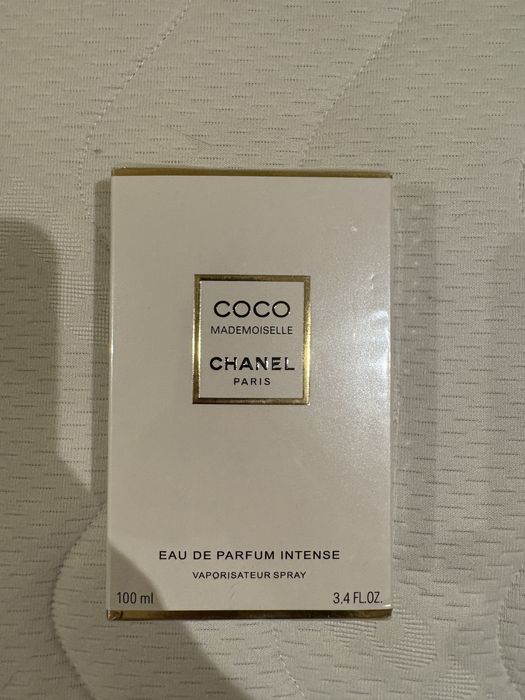 COCO
MADEMOISELLE
CHANEL
PARIS
EAU DE PARFUM INTENSE
VAPORISATEUR SPRAY
100 ml 3.4 FL.OZ.